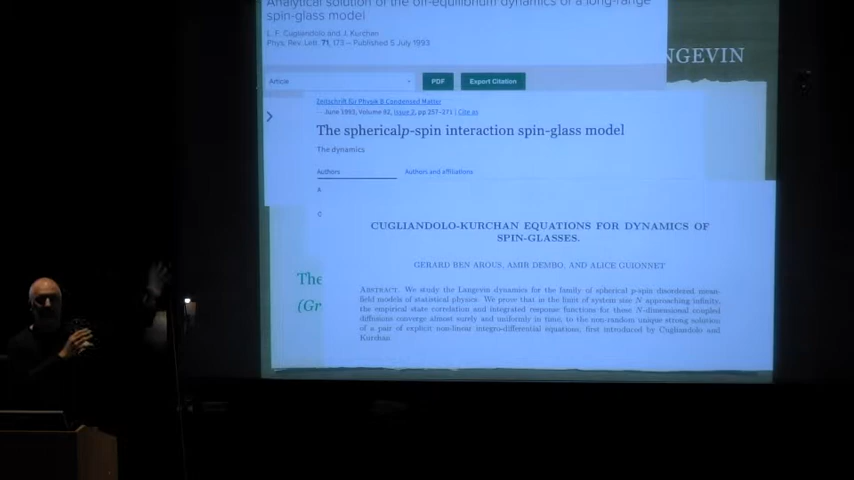 Analytical solution of the off-equilibrium dynamics of a long-range
spin-glass model
L. F. Cugliandolo and J. Kurchan
Phys. Rev. Lett. 71, 173 – Published 5 July 1993
NGEVIN
Article
PDF
Export Citation
Zeitschrift für Physik B Condensed Matter
June 1993, Volume 92, Issue 2, pp 257–271 | Cite as
The sphericalp-spin interaction spin-glass model
The dynamics
Authors
Authors and affiliations
A
CUGLIANDOLO-KURCHAN EQUATIONS FOR DYNAMICS OF
SPIN-GLASSES.
GERARD BEN AROUS, AMIR DEMBO, AND ALICE GUIONNET
The
(Gr
ABSTRACT. We study the Langevin dynamics for the family of spherical p-spin disordered mean-
field models of statistical physics. We prove that in the limit of system size N approaching infinity,
the empirical state correlation and integrated response functions for these N-dimensional coupled
diffusions converge almost surely and uniformly in time, to the non-random unique strong solution
of a pair of explicit non-linear integro-differential equations, first introduced by Cugliandolo and
Kurchan